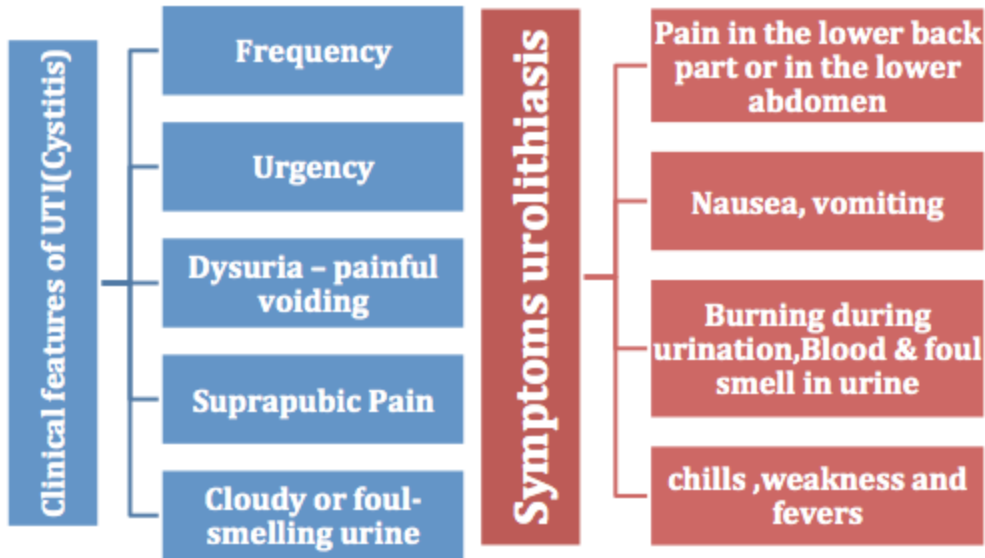 Clinical features of UTI(Cystitis)
Frequency
Urgency
Dysuria – painful
voiding
Suprapubic Pain
Cloudy or foul-
smelling urine
Symptoms urolithiasis
Pain in the lower back
part or in the lower
abdomen
Nausea, vomiting
Burning during
urination,Blood & foul
smell in urine
chills ,weakness and
fevers